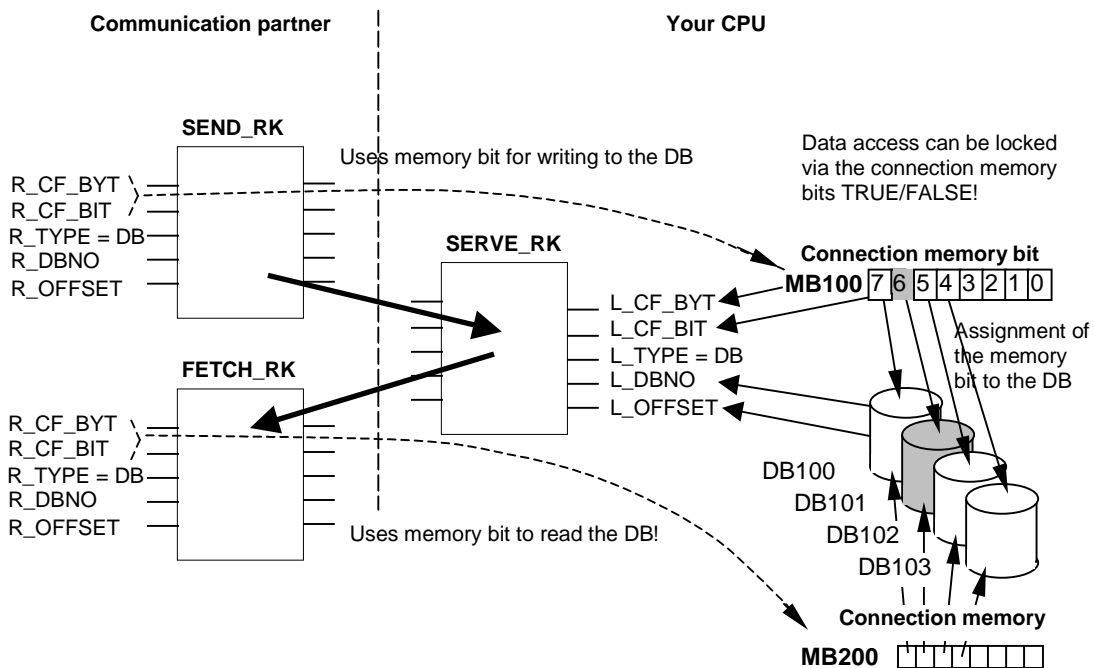 Communication partner
Your CPU
SEND_RK
Uses memory bit for writing to the DB
Data access can be locked
via the connection memory
bits TRUE/FALSE!
R_CF_BYT
R_CF_BIT
R_TYPE = DB
R_DBNO
R_OFFSET
SERVE_RK
Connection memory bit
MB100 7 6 5 4 3 2 1 0
L_CF_BYT
L_CF_BIT
L_TYPE = DB
L_DBNO
L_OFFSET
Assignment of
the memory
bit to the DB
FETCH_RK
R_CF_BYT
R_CF_BIT
R_TYPE = DB
R_DBNO
R_OFFSET
Uses memory bit to read the DB!
DB100
DB101
DB102
DB103
Connection memory
MB200